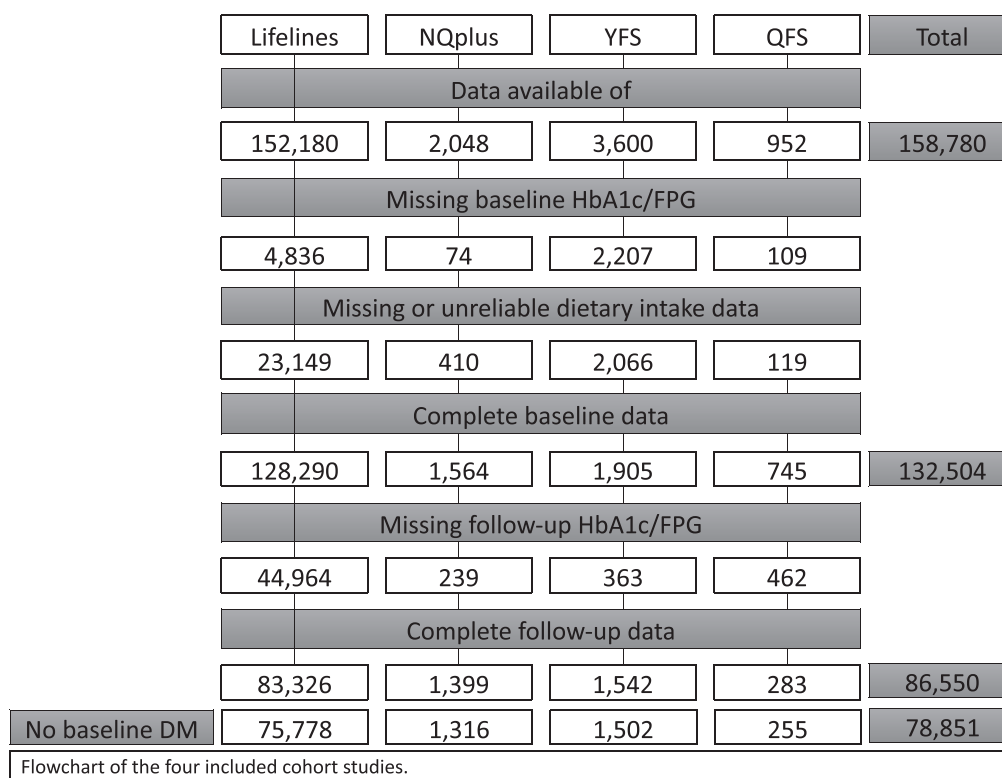 Lifelines NQplus YFS QFS Total
Data available of
152,180 2,048 3,600 952 158,780
Missing baseline HbA1c/FPG
4,836 74 2,207 109
Missing or unreliable dietary intake data
23,149 410 2,066 119
Complete baseline data
128,290 1,564 1,905 745 132,504
Missing follow-up HbA1c/FPG
44,964 239 363 462
Complete follow-up data
83,326 1,399 1,542 283 86,550
No baseline DM 75,778 1,316 1,502 255 78,851
Flowchart of the four included cohort studies.